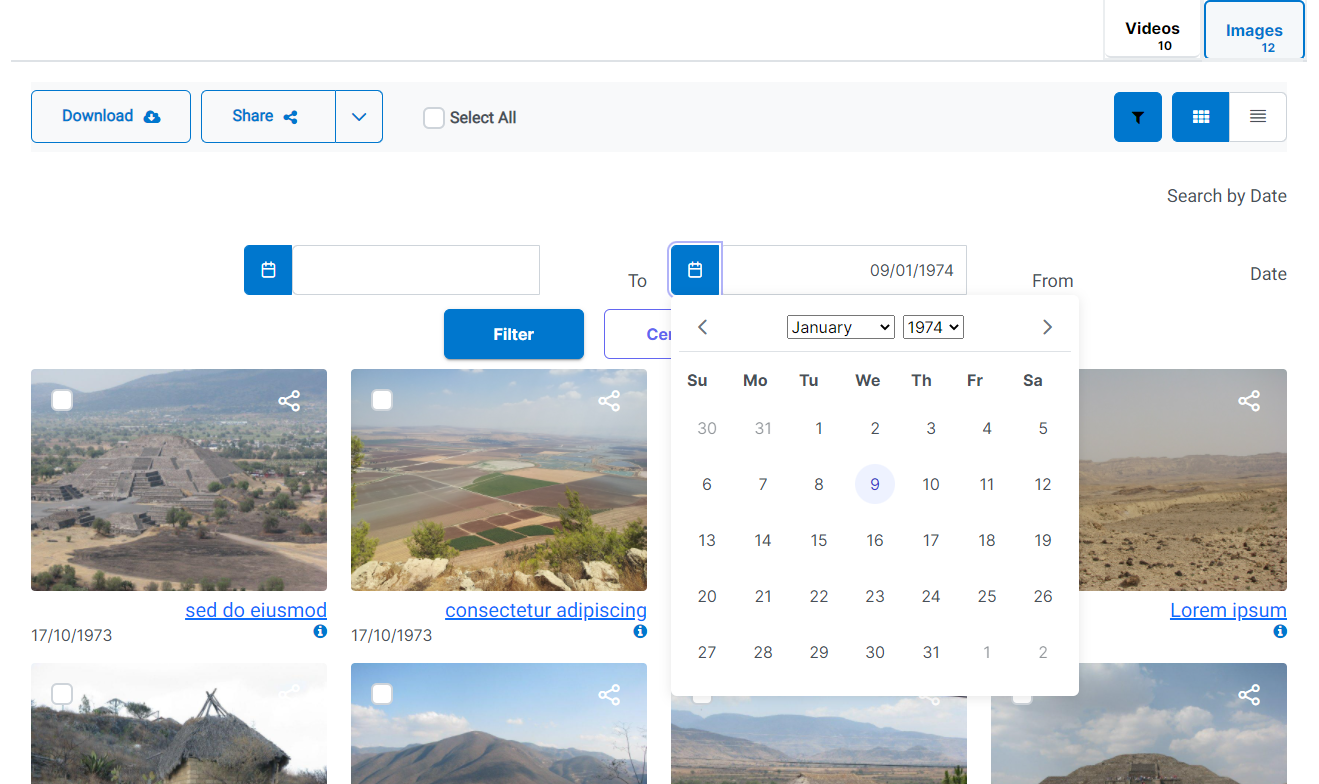 Videos
10
Images
12
Download
Share
Select All
Search by Date
Date
From
09/01/1974
To
January 1974
Su Mo Tu We Th Fr Sa
30 31 1 2 3 4 5
6 7 8 9 10 11 12
13 14 15 16 17 18 19
20 21 22 23 24 25 26
27 28 29 30 31 1 2
Filter
sed do eiusmod
17/10/1973
consectetur adipiscing
17/10/1973
Lorem ipsum